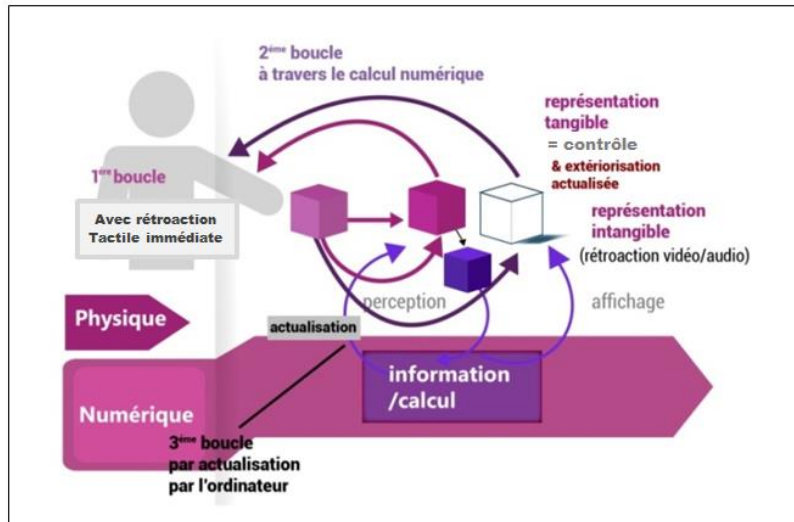 2ème boucle
à travers le calcul numérique
représentation
tangible
= contrôle
& extériorisation
actualisée
1ère boucle
Avec rétroaction
Tactile immédiate
représentation
intangible
(rétroaction vidéo/audio)
perception
affichage
Physique
actualisation
information
/calcul
Numérique
3ème boucle
par actualisation
par l'ordinateur